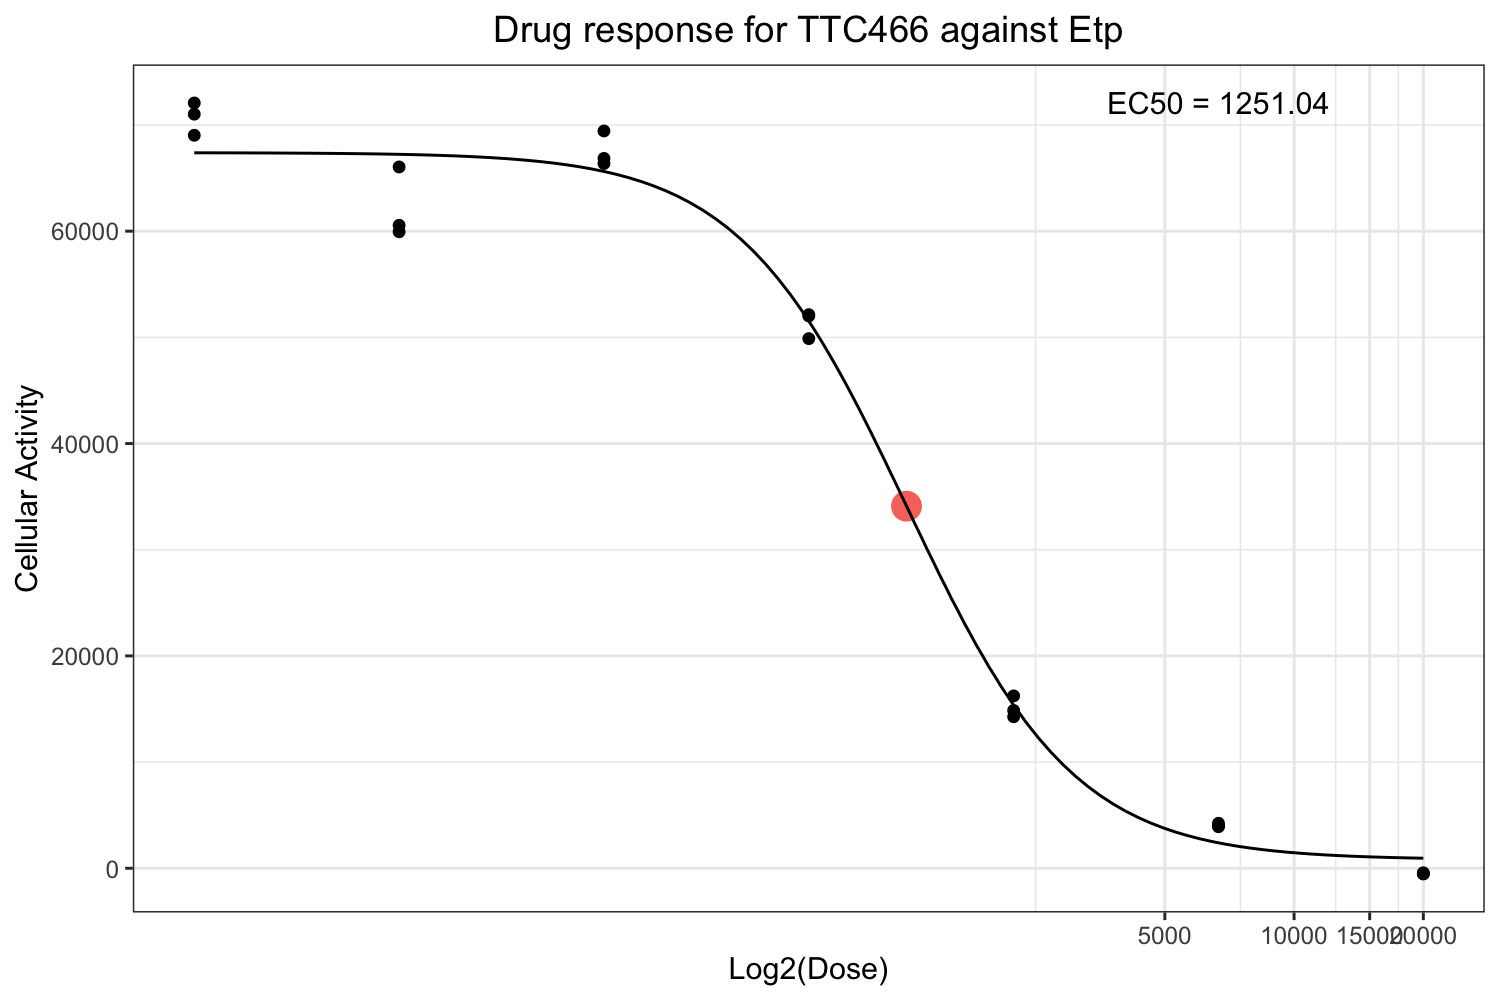 Drug response for TTC466 against Etp
EC50 = 1251.04
60000
40000
20000
0
Cellular Activity
5000 10000 15000 20000
Log2(Dose)